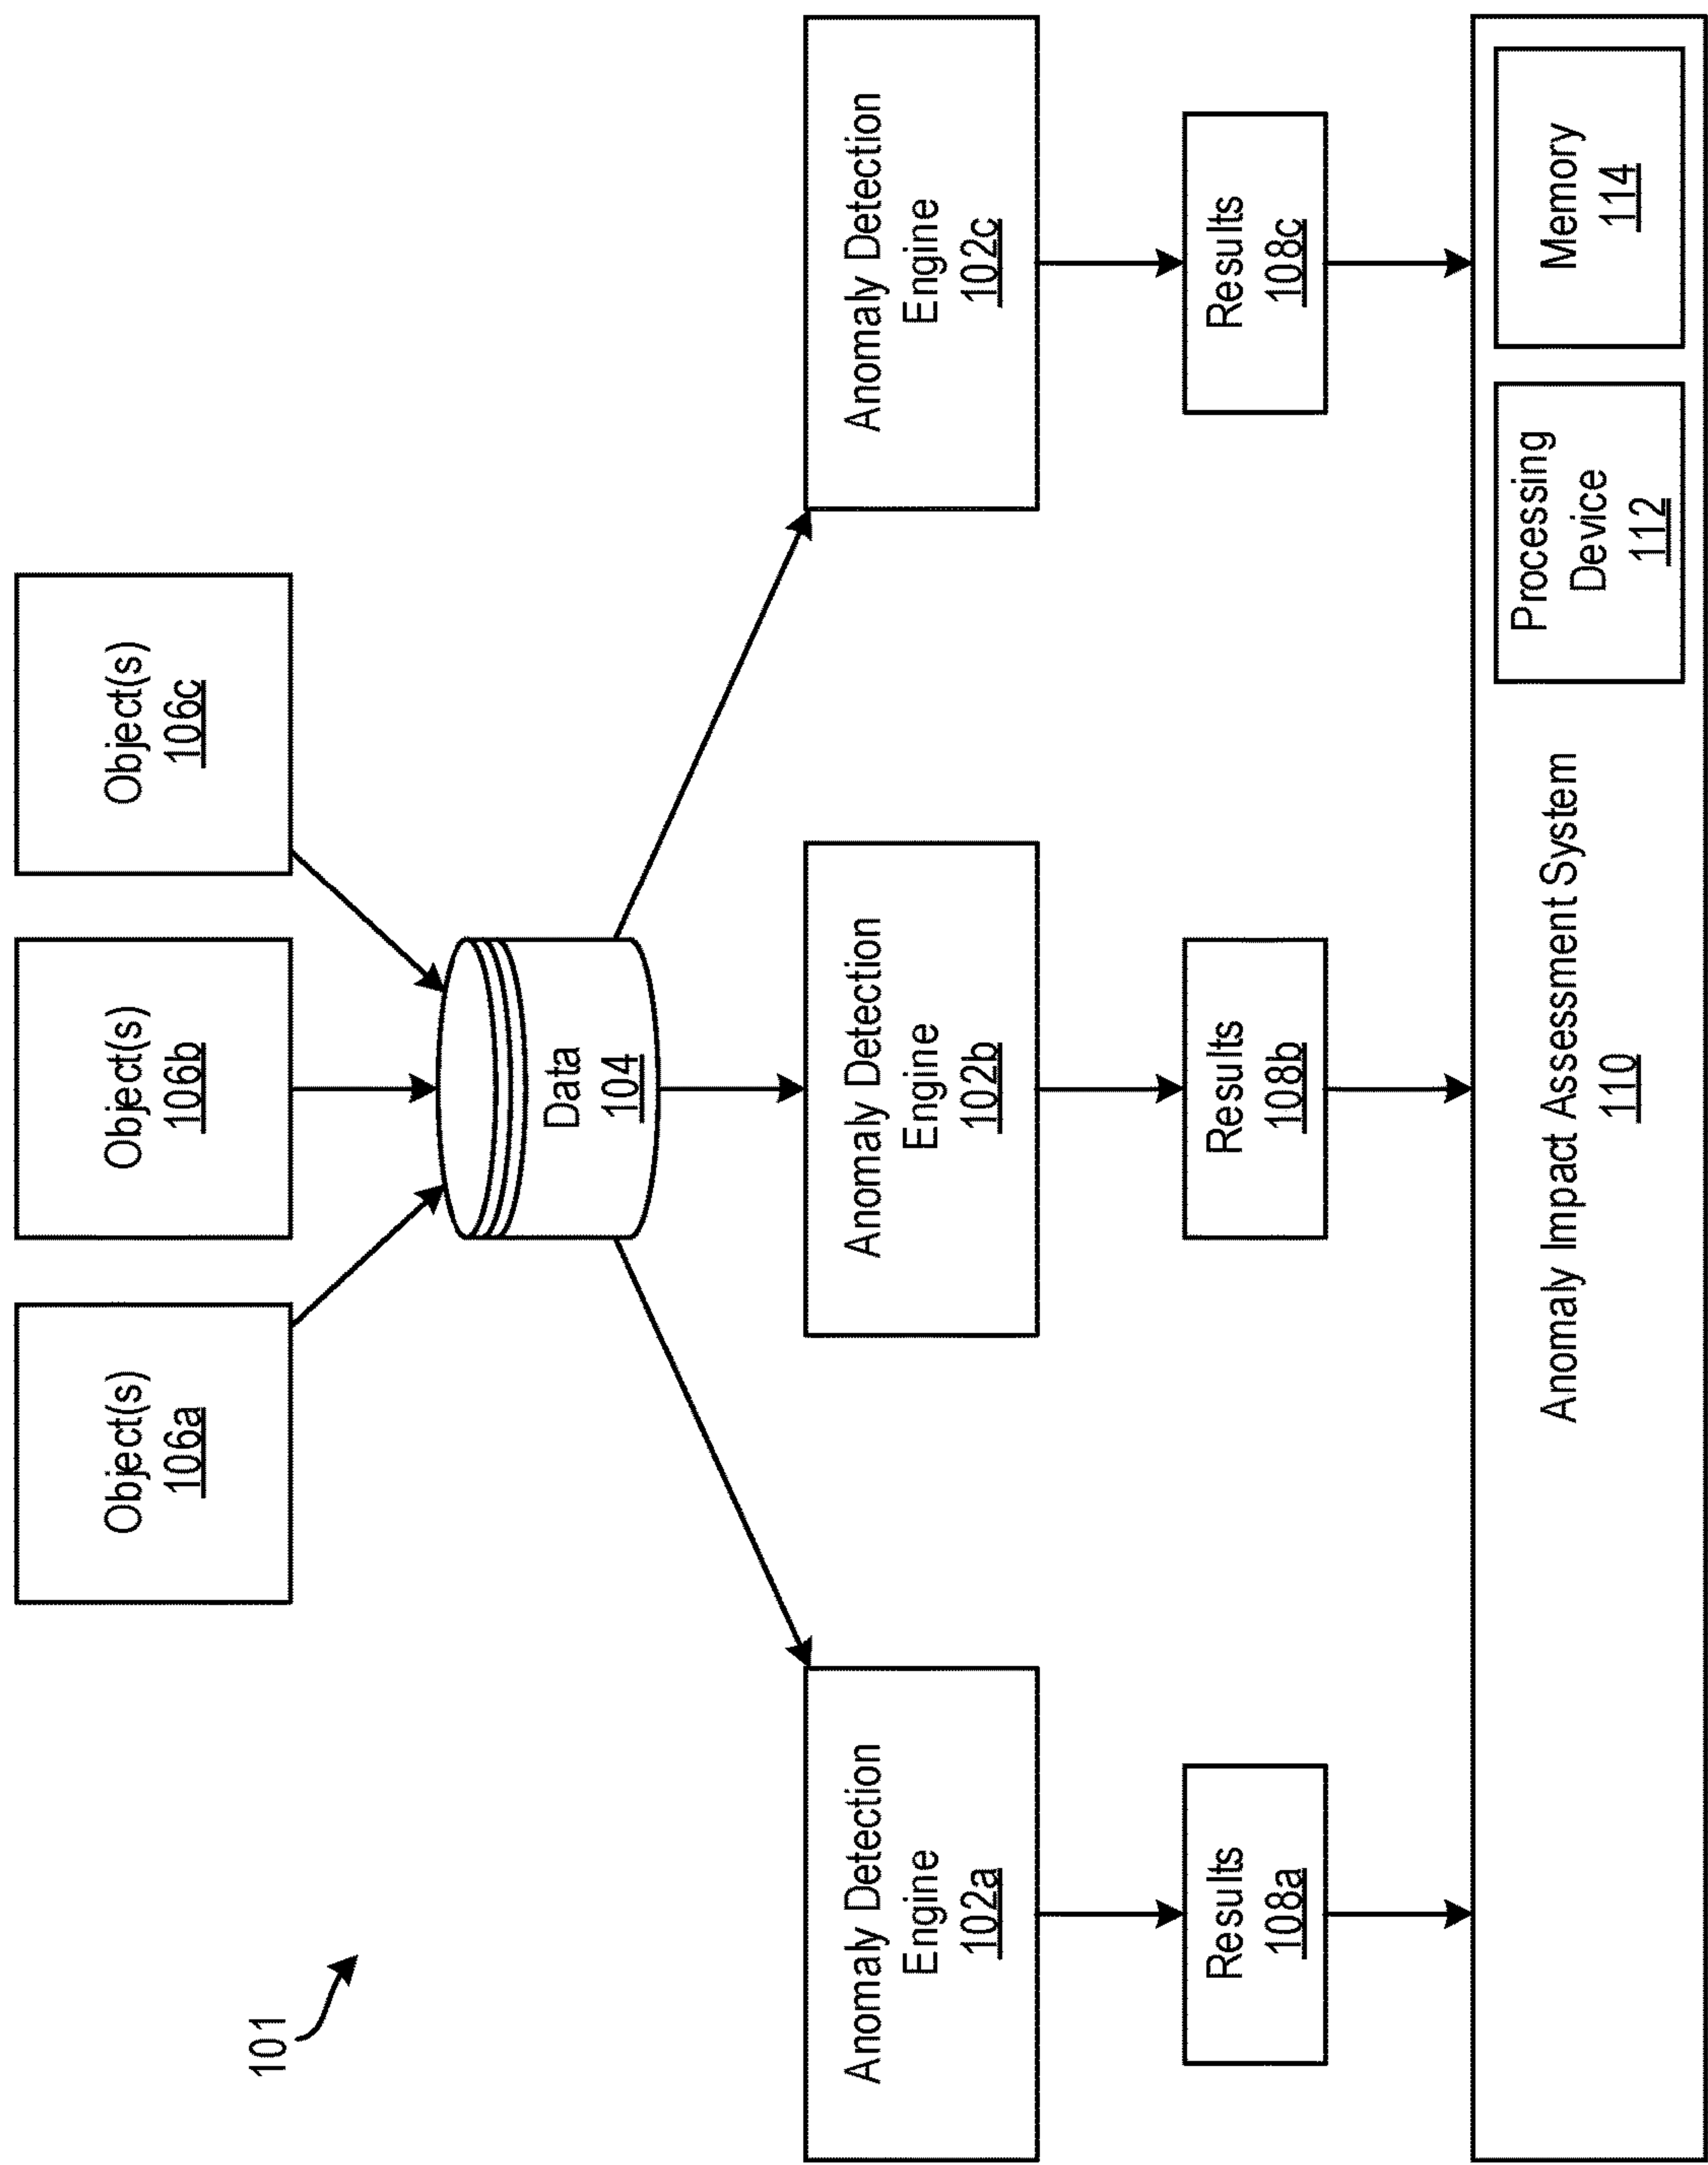 101
Object(s)
106a
Object(s)
106b
Object(s)
106c
Data
104
Anomaly Detection
Engine
102a
Anomaly Detection
Engine
102b
Anomaly Detection
Engine
102c
Results
108a
Results
108b
Results
108c
Anomaly Impact Assessment System
110
Processing
Device
112
Memory
114